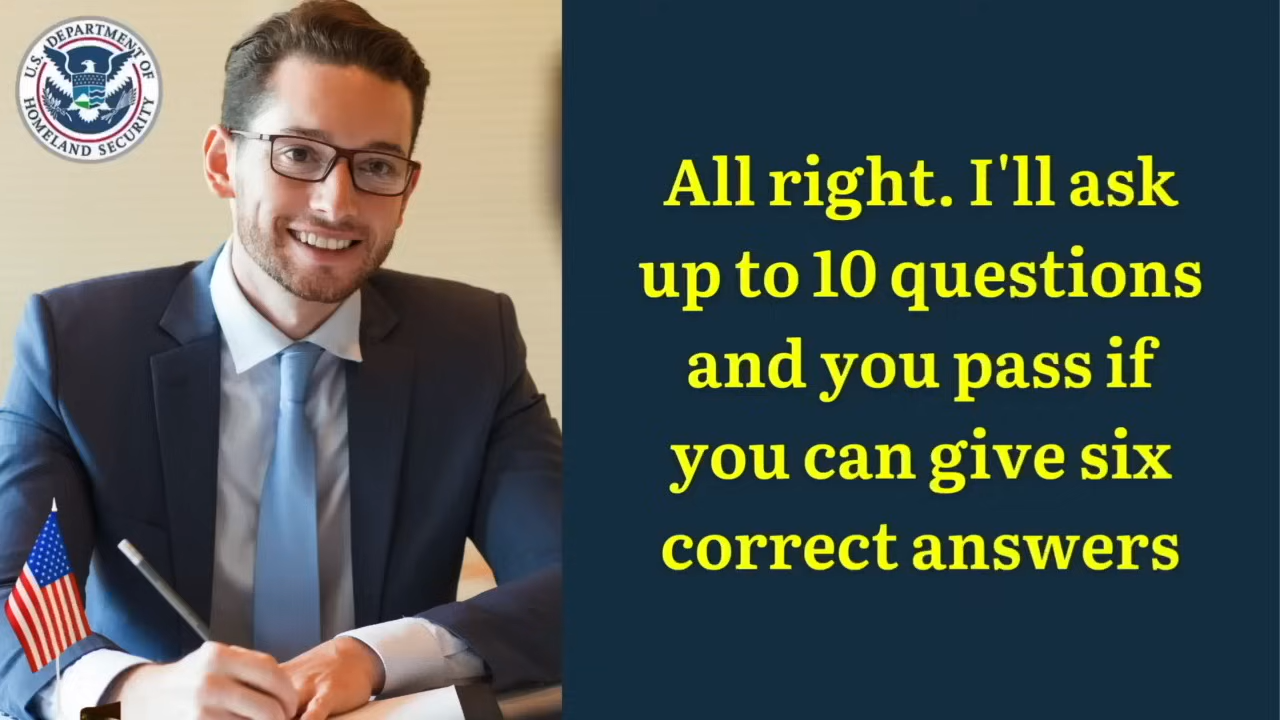 U.S. DEPARTMENT OF
HOMELAND SECURITY
All right. I'll ask
up to 10 questions
and you pass if
you can give six
correct answers